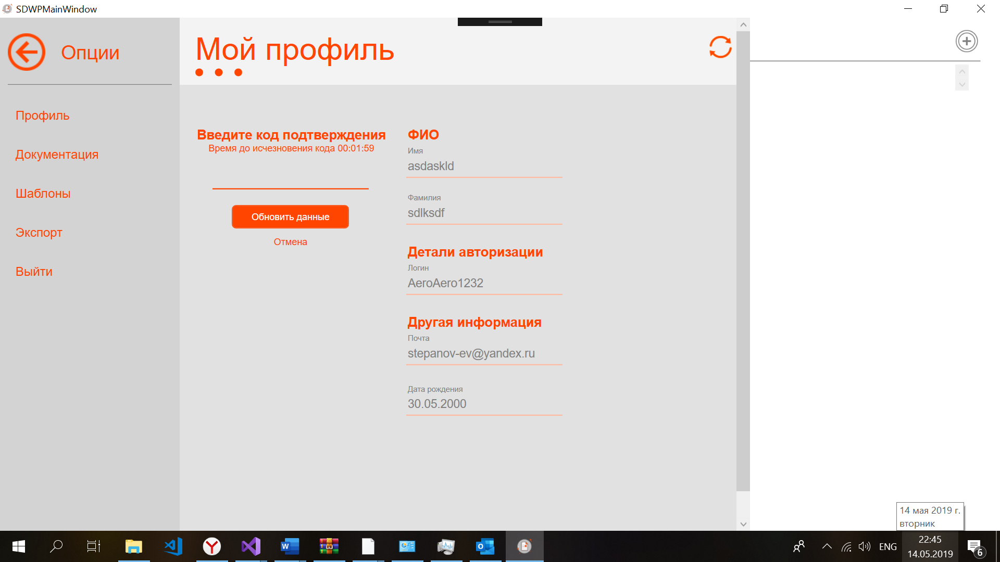 SDWPMainWindow
Опции
Профиль
Документация
Шаблоны
Экспорт
Выйти
Мой профиль
Введите код подтверждения
Время до исчезновения кода 00:01:59
Обновить данные
Отмена
ФИО
Имя
asdaskld
Фамилия
sdlksdf
Детали авторизации
Логин
AeroAero1232
Другая информация
Почта
stepanov-ev@yandex.ru
Дата рождения
30.05.2000
14 мая 2019 г.
вторник
ENG
22:45
14.05.2019
6